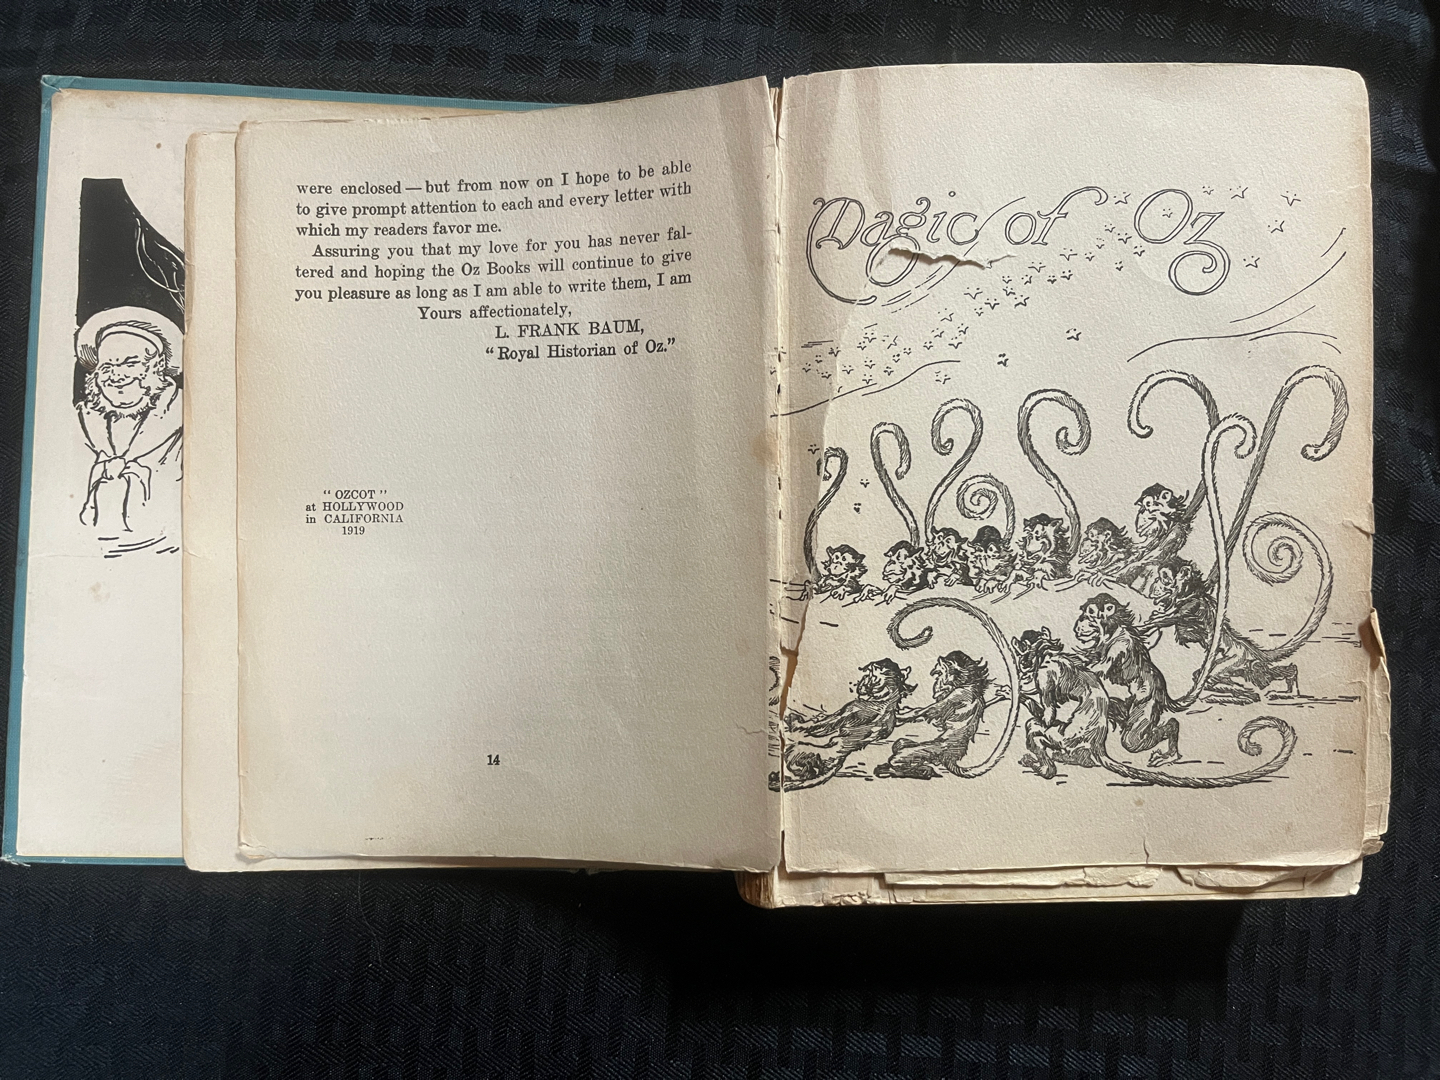 were enclosed — but from now on I hope to be able
to give prompt attention to each and every letter with
which my readers favor me.
Assuring you that my love for you has never fal-
tered and hoping the Oz Books will continue to give
you pleasure as long as I am able to write them, I am
Yours affectionately,
L. FRANK BAUM,
“Royal Historian of Oz.”
“OZCOT”
at HOLLYWOOD
in CALIFORNIA
1919
14
Magic of Oz